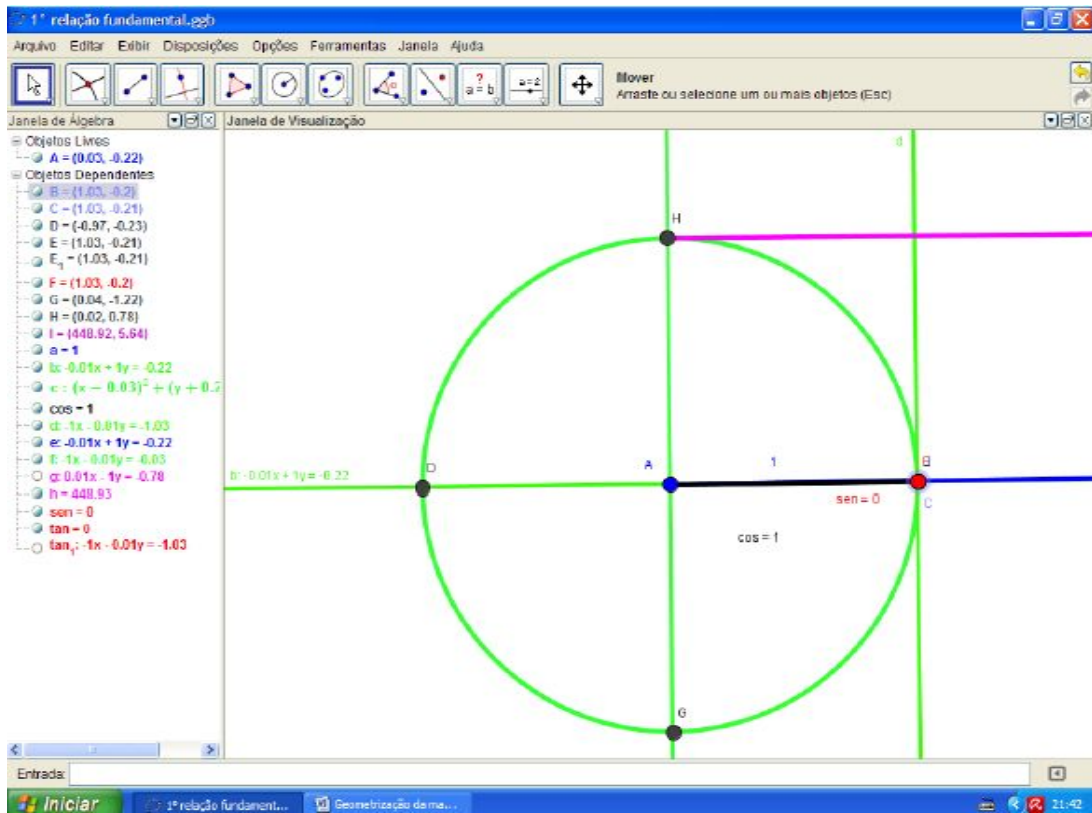 1° relação fundamental.ggb
Arquivo Editar Exibir Disposições Opções Ferramentas Janela Ajuda
? a = b a=2
Mover
Arraste ou selecione um ou mais objetos (Esc)
Janela de Álgebra
Janela de Visualização
Objetos Livres
A = (0.03, -0.22)
Objetos Dependentes
B = (1.03, -0.2)
C = (1.03, -0.21)
D = (-0.97, -0.23)
E = (1.03, -0.21)
E₁ = (1.03, -0.21)
F = (1.03, -0.2)
G = (0.04, -1.22)
H = (0.02, 0.78)
I = (448.92, 5.64)
a = 1
b: -0.01x + 1y = -0.22
c : (x − 0.03)² + (y + 0.2
cos = 1
d: -1x - 0.01y = -1.03
e: -0.01x + 1y = -0.22
f: -1x - 0.01y = -0.03
g: 0.01x - 1y = -0.78
h = 448.93
sen = 0
tan = 0
tan₁: -1x - 0.01y = -1.03
d
H
D
A
1
B
b: -0.01x + 1y = -0.22
sen = 0
C
cos = 1
G
Entrada:
Iniciar
1° relação fundament...
Geometrização da ma...
21:42